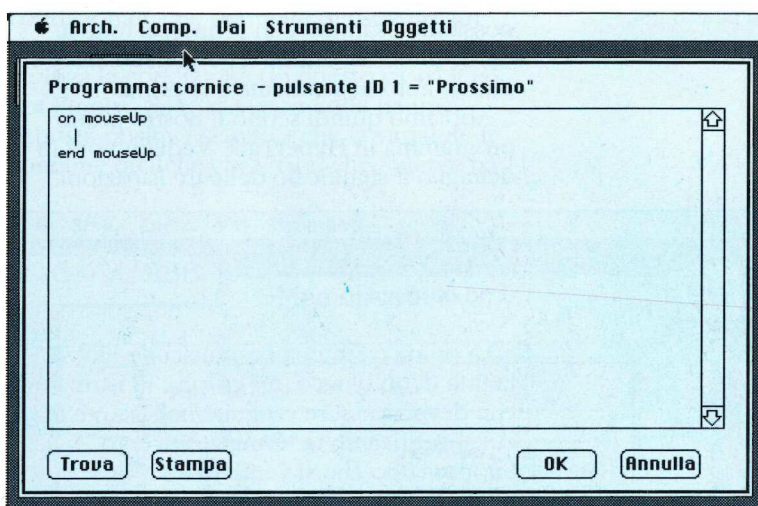 Arch. Comp. Vai Strumenti Oggetti
Programma: cornice - pulsante ID 1 = "Prossimo"
on mouseUp
end mouseUp
Trova Stampa OK Annulla